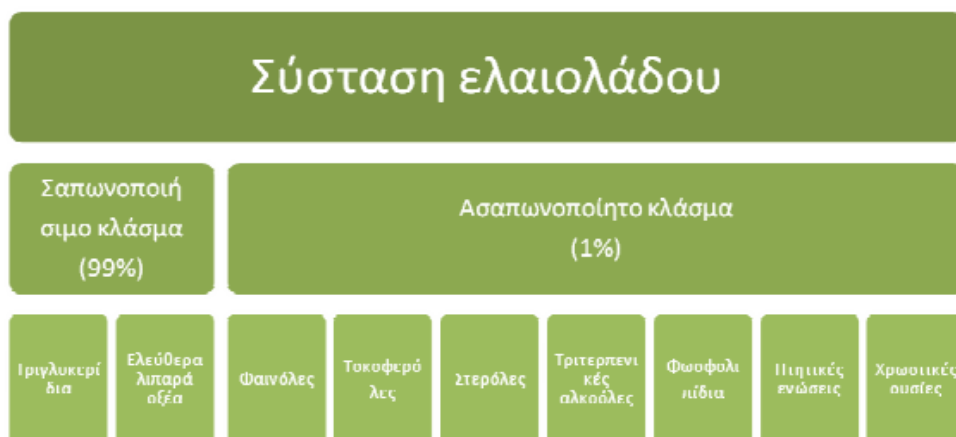 Σύσταση ελαιολάδου
Σαπωνοποιή
σιμο κλάσμα
(99%)
Ασαπωνοποίητο κλάσμα
(1%)
Τριγλυκερί
δια
Ελεύθερα
λιπαρά
οξέα
Φαινόλες
Τοκοφερό
λες
Στερόλες
Τριτερπενι
κές
αλκοόλες
Φωσφολι
πίδια
Πτητικές
ενώσεις
Χρωστικές
ουσίες